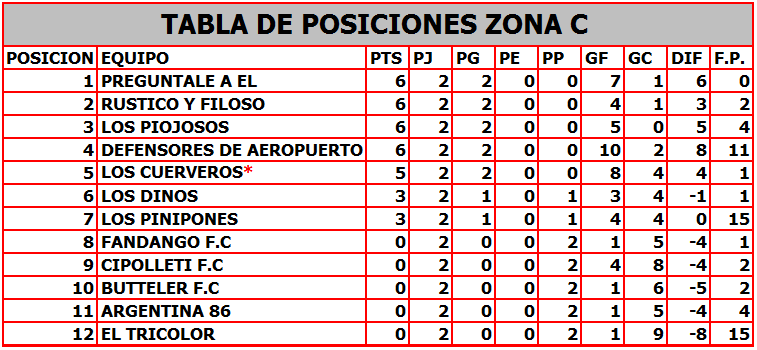 TABLA DE POSICIONES ZONA C
POSICION EQUIPO PTS PJ PG PE PP GF GC DIF F.P.
1 PREGUNTALE A EL 6 2 2 0 0 7 1 6 0
2 RUSTICO Y FILOSO 6 2 2 0 0 4 1 3 2
3 LOS PIOJOSOS 6 2 2 0 0 5 0 5 4
4 DEFENSORES DE AEROPUERTO 6 2 2 0 0 10 2 8 11
5 LOS CUERVEROS* 5 2 2 0 0 8 4 4 1
6 LOS DINOS 3 2 1 0 1 3 4 -1 1
7 LOS PINIPONES 3 2 1 0 1 4 4 0 15
8 FANDANGO F.C 0 2 0 0 2 1 5 -4 1
9 CIPOLLETI F.C 0 2 0 0 2 4 8 -4 2
10 BUTTELER F.C 0 2 0 0 2 1 6 -5 2
11 ARGENTINA 86 0 2 0 0 2 1 5 -4 4
12 EL TRICOLOR 0 2 0 0 2 1 9 -8 15